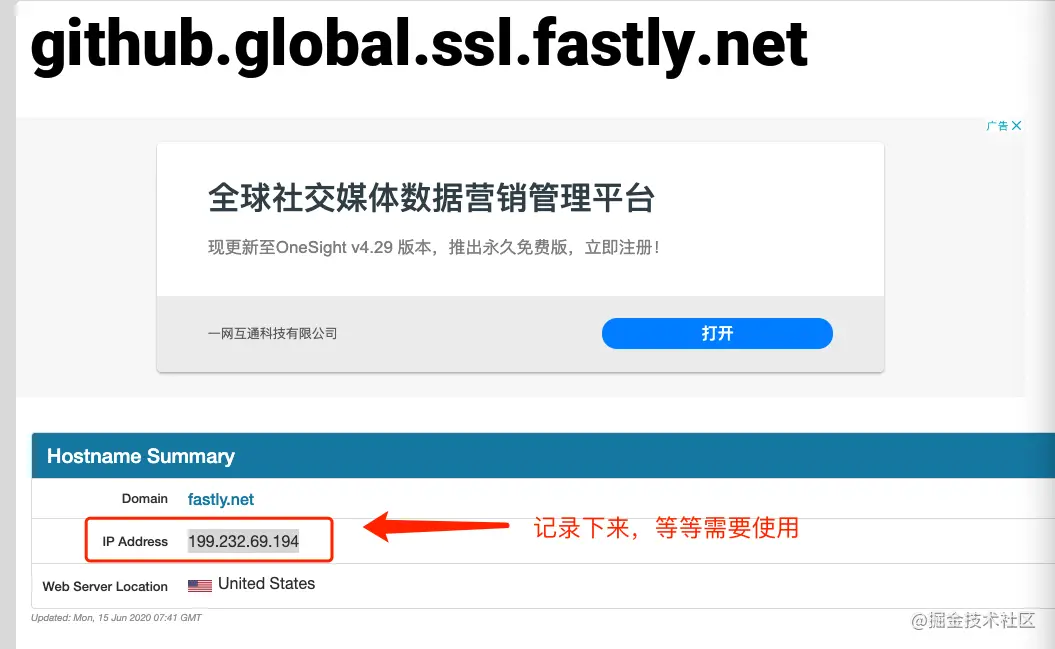 github.global.ssl.fastly.net
广告
全球社交媒体数据营销管理平台
现更新至OneSight v4.29 版本，推出永久免费版，立即注册！
一网互通科技有限公司
打开
Hostname Summary
Domain fastly.net
IP Address 199.232.69.194
记录下来，等等需要使用
Web Server Location United States
Updated: Mon, 15 Jun 2020 07:41 GMT
@掘金技术社区